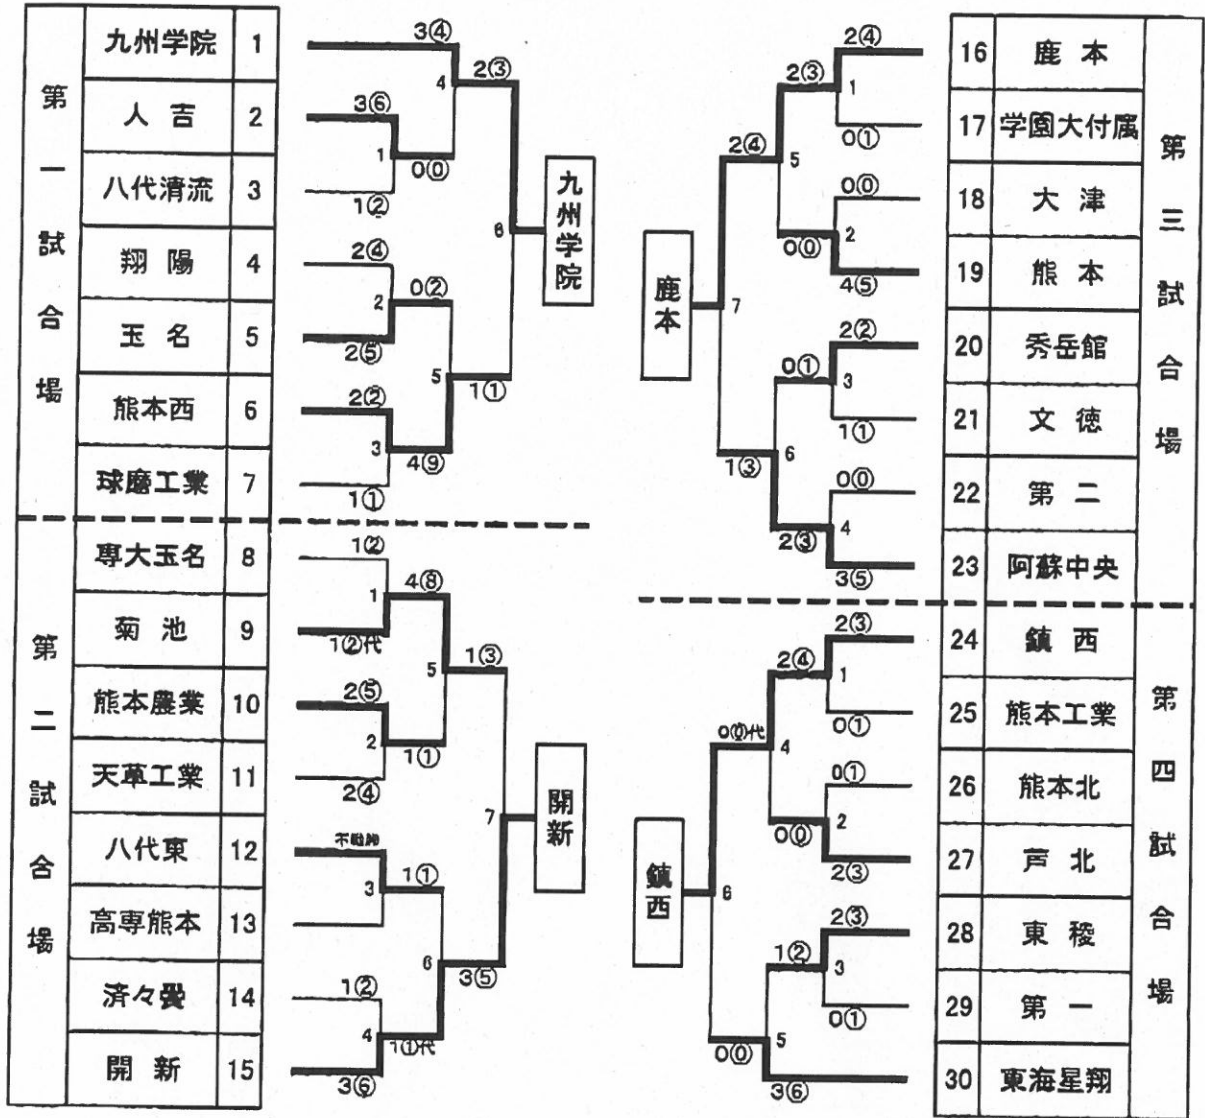 第一試合場
九州学院 1
人吉 2
八代清流 3
翔陽 4
玉名 5
熊本西 6
球磨工業 7
3④
4
2③
3⑥
1
0⓪
1②
6
九州学院
2④
2
0②
2⑤
5
1①
2②
3
4⑨
1①
第二試合場
専大玉名 8
菊池 9
熊本農業 10
天草工業 11
八代東 12
高専熊本 13
済々黌 14
開新 15
1②
1
4⑧
1②代
5
1③
2⑤
2
1①
2④
7
開新
不戦勝
3
1①
6
3⑤
1②
4
1①代
3⑥
第三試合場
16 鹿本
17 学園大付属
18 大津
19 熊本
20 秀岳館
21 文徳
22 第二
23 阿蘇中央
2④
2③
1
0①
2④
5
0⓪
0⓪
2
4⑤
鹿本
7
2②
0①
3
1①
1③
6
0⓪
2③
4
3⑤
第四試合場
24 鎮西
25 熊本工業
26 熊本北
27 芦北
28 東稜
29 第一
30 東海星翔
2③
2④
1
0①
0⓪代
4
0①
0⓪
2
2③
鎮西
6
2③
1②
3
0①
0⓪
5
3⑥